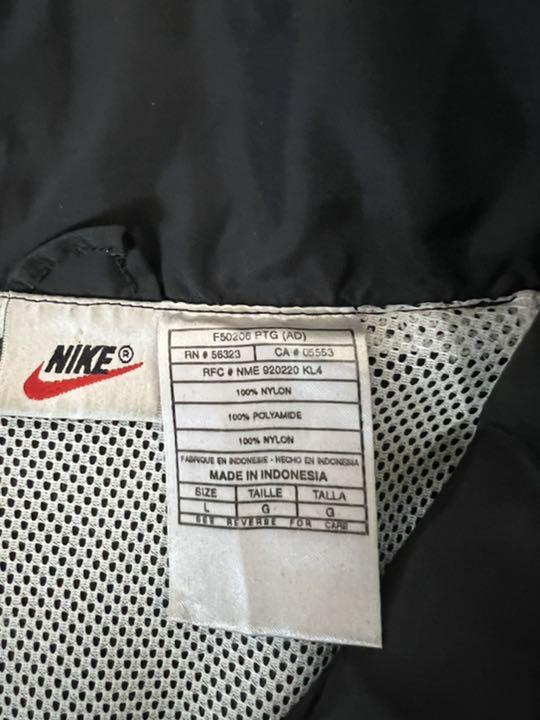 NIKE ®
F50206 PTG (AD)
RN # 56323 CA # 05553
RFC # NME 920220 KL4
100% NYLON
100% POLYAMIDE
100% NYLON
FABRIQUE EN INDONESIE - HECHO EN INDONESIA
MADE IN INDONESIA
SIZE TAILLE TALLA
L G G
SEE REVERSE FOR CARE